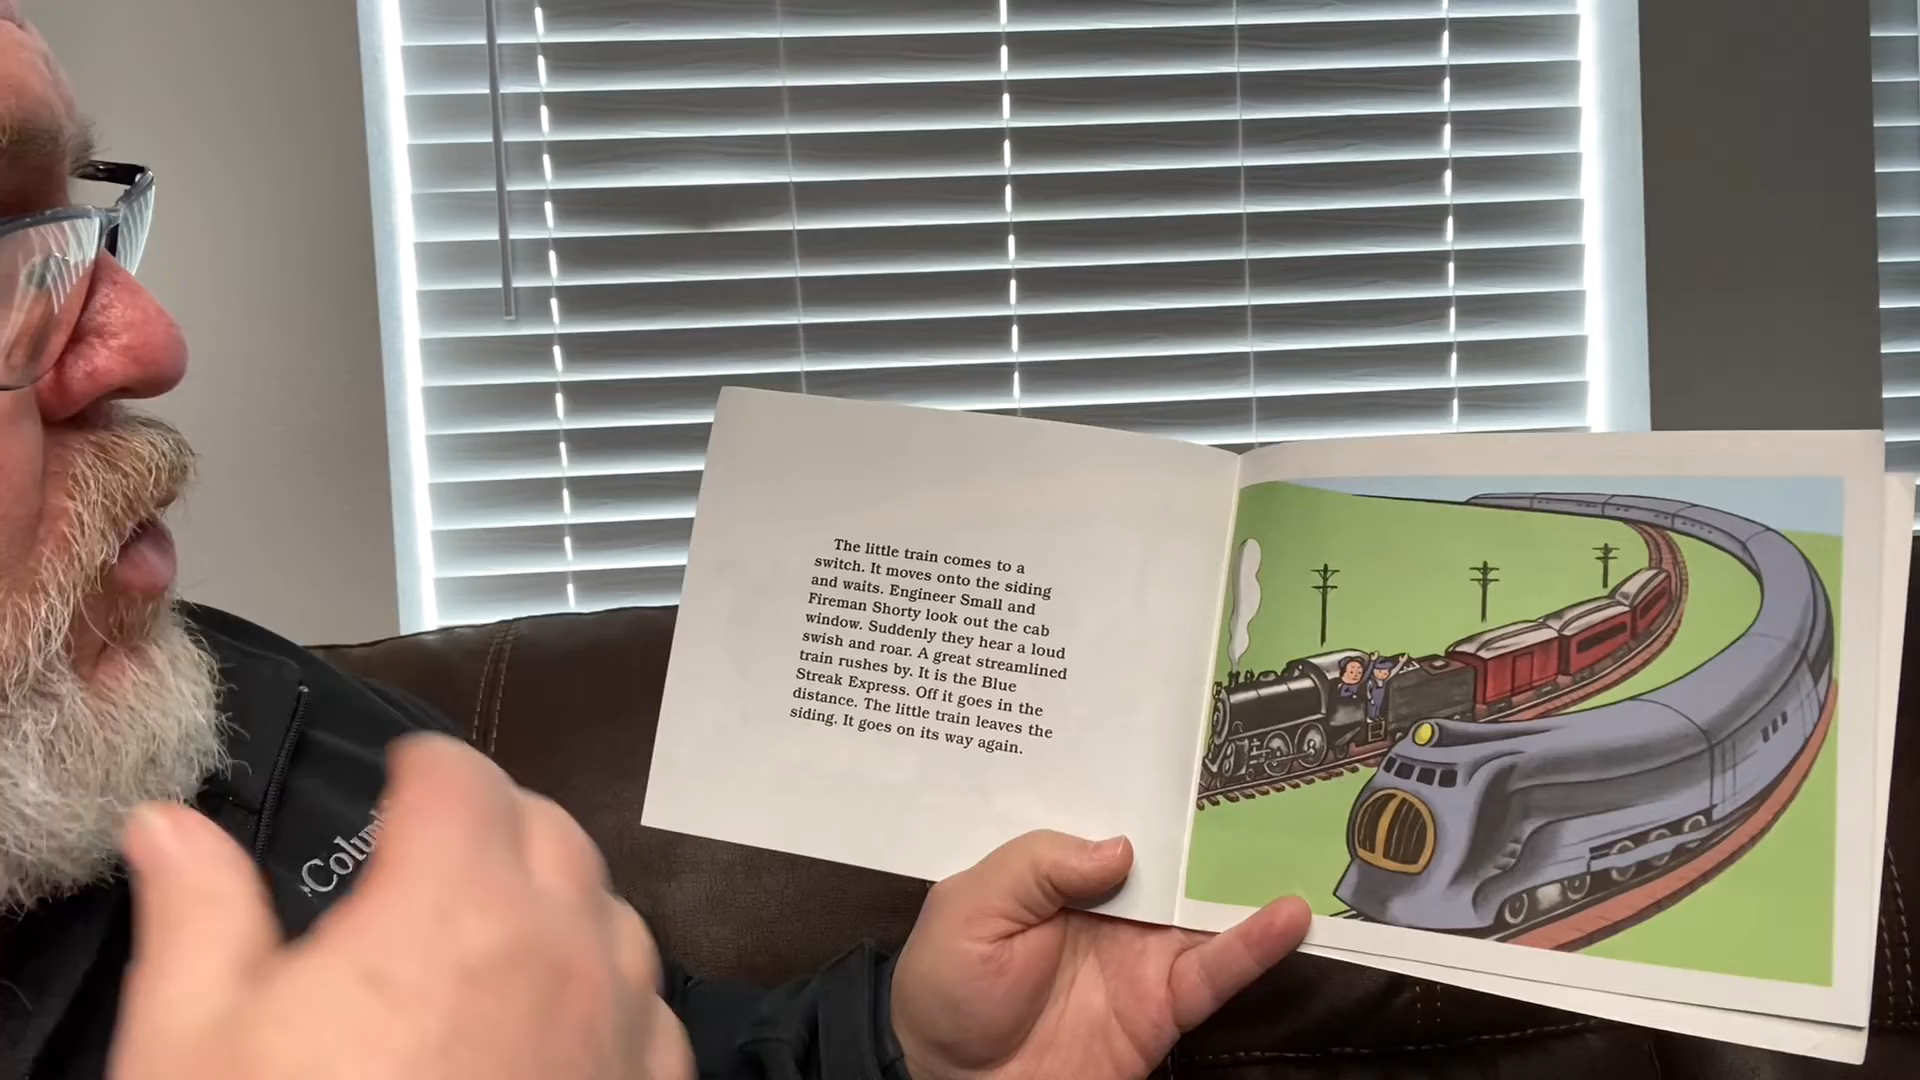 The little train comes to a
switch. It moves onto the siding
and waits. Engineer Small and
Fireman Shorty look out the cab
window. Suddenly they hear a loud
swish and roar. A great streamlined
train rushes by. It is the Blue
Streak Express. Off it goes in the
distance. The little train leaves the
siding. It goes on its way again.